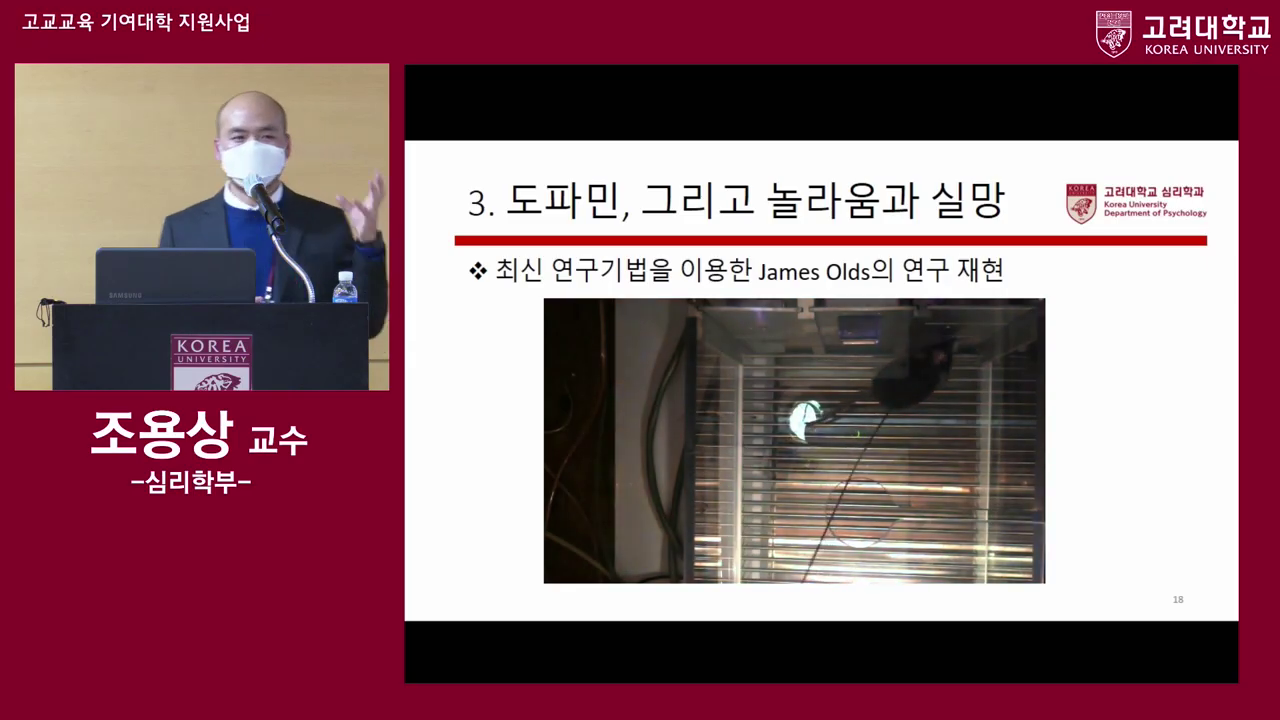 고교교육 기여대학 지원사업
고려대학교
KOREA UNIVERSITY
SAMSUNG
KOREA
UNIVERSITY
조용상 교수
-심리학부-
3. 도파민, 그리고 놀라움과 실망
KOREA
고려대학교 심리학과
Korea University
Department of Psychology
❖ 최신 연구기법을 이용한 James Olds의 연구 재현
18